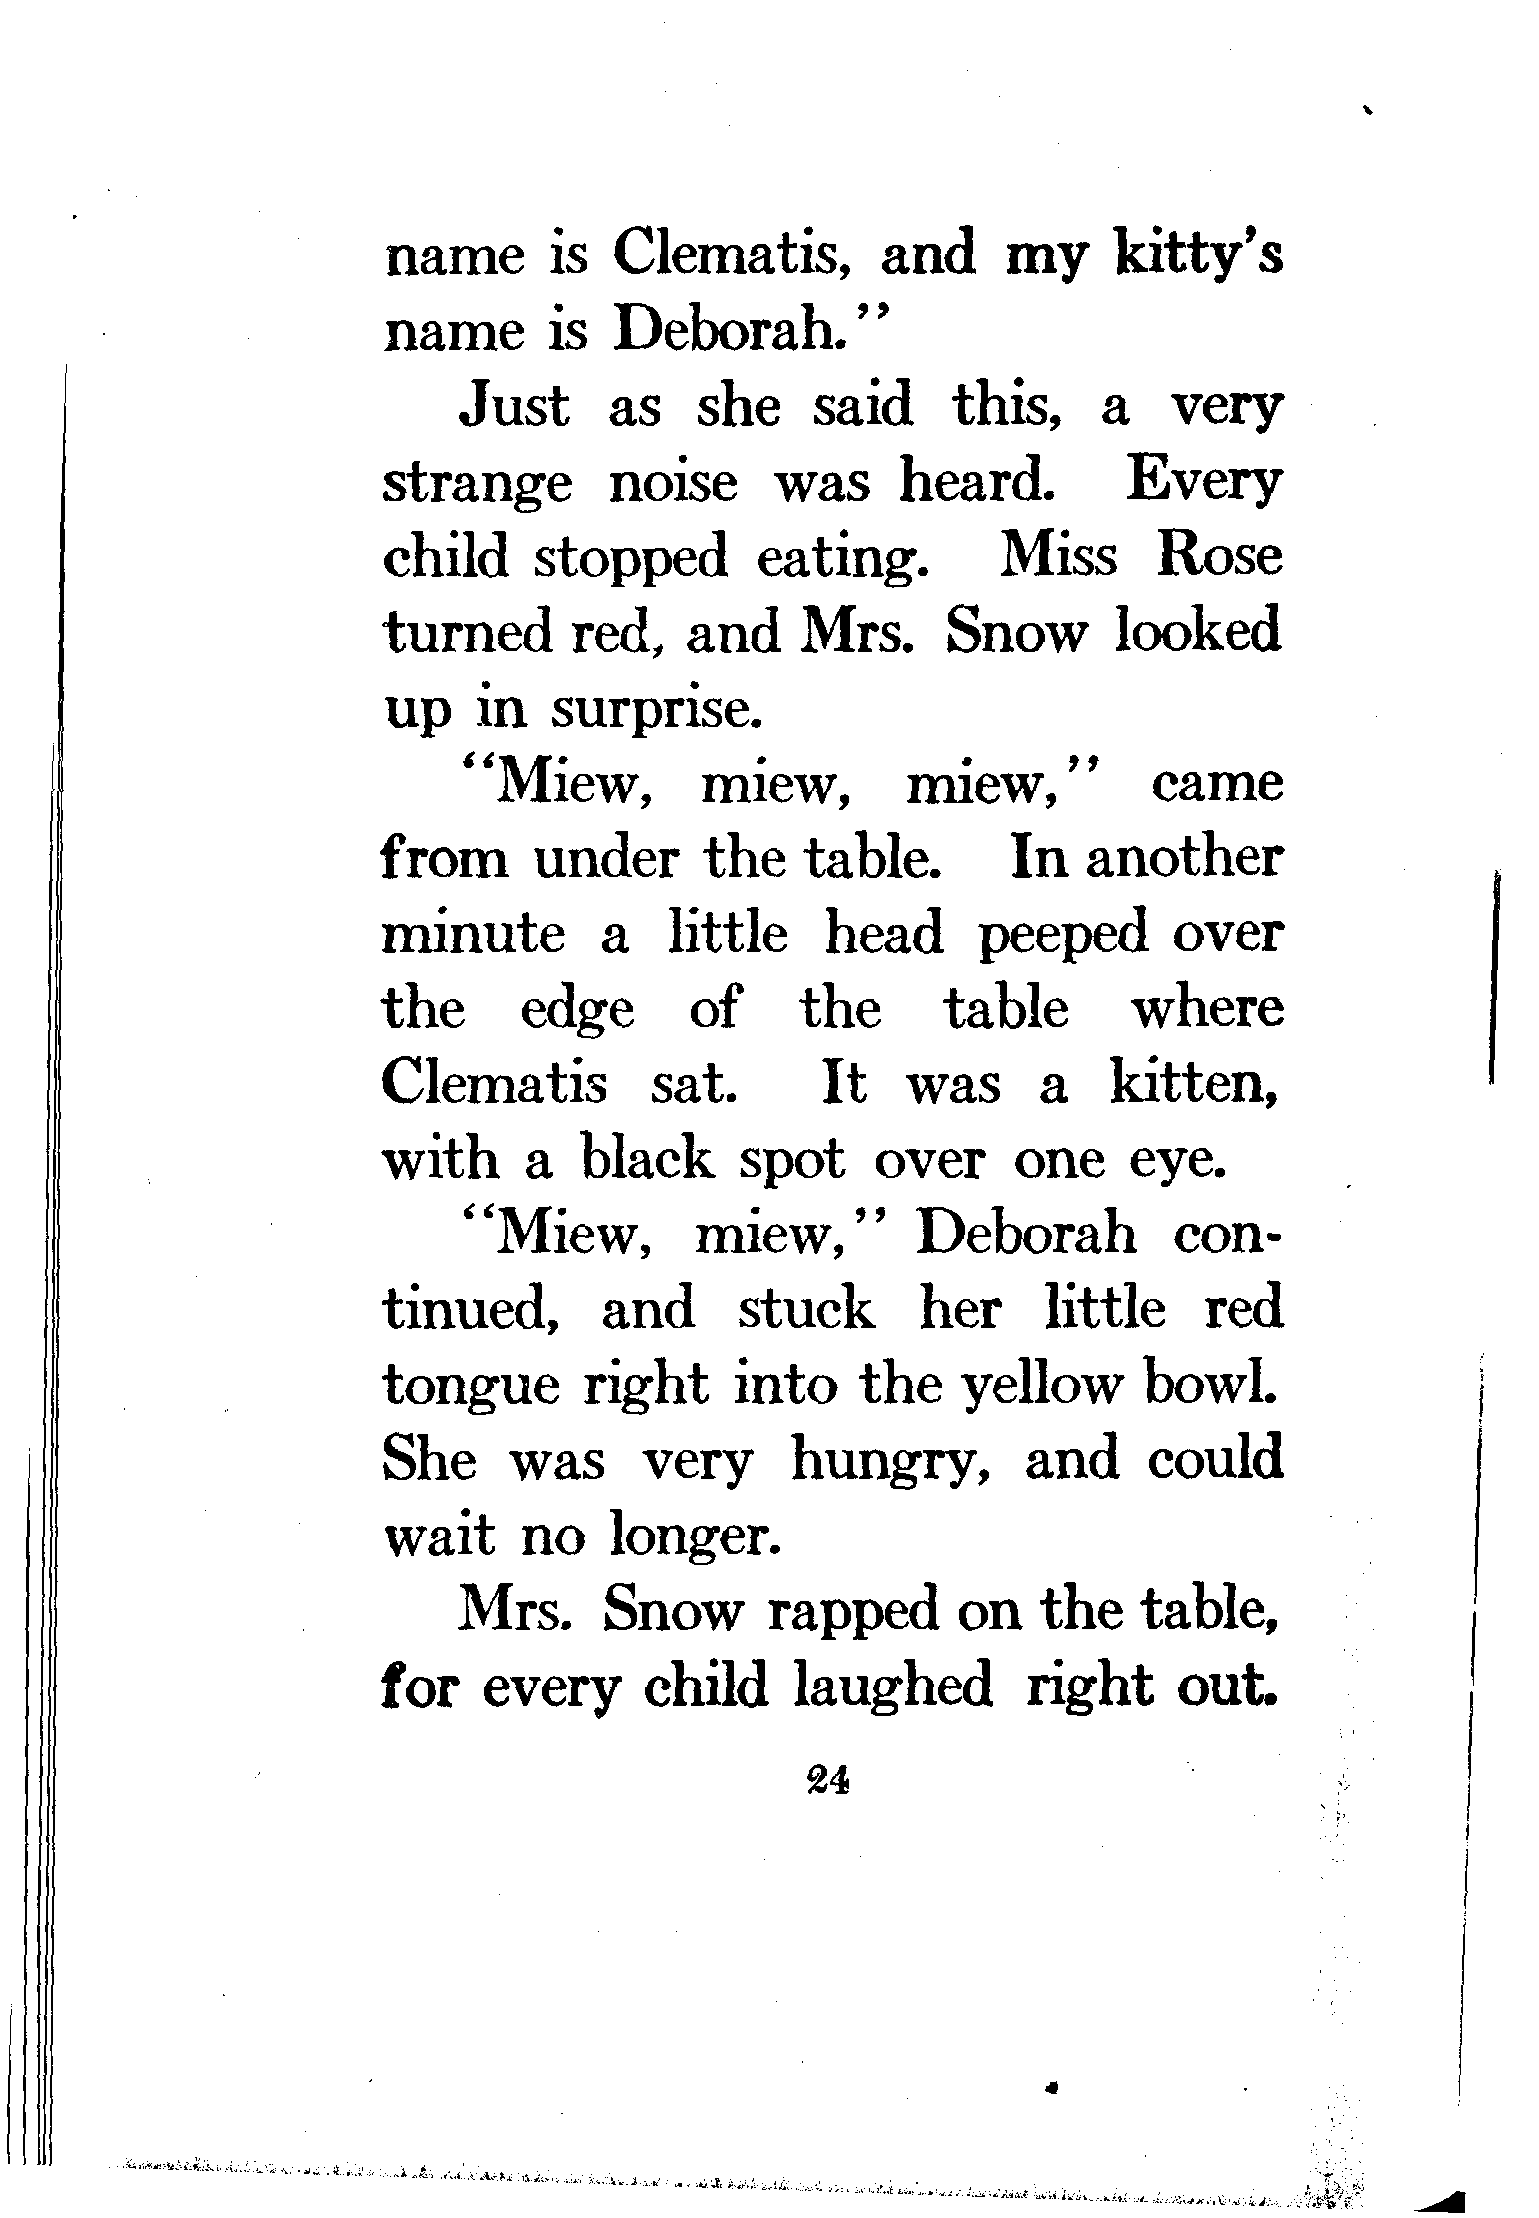 name is Clematis, and my kitty's
name is Deborah."
Just as she said this, a very
strange noise was heard. Every
child stopped eating. Miss Rose
turned red, and Mrs. Snow looked
up in surprise.
"Miew, miew, miew," came
from under the table. In another
minute a little head peeped over
the edge of the table where
Clematis sat. It was a kitten,
with a black spot over one eye.
"Miew, miew," Deborah con-
tinued, and stuck her little red
tongue right into the yellow bowl.
She was very hungry, and could
wait no longer.
Mrs. Snow rapped on the table,
for every child laughed right out.
24